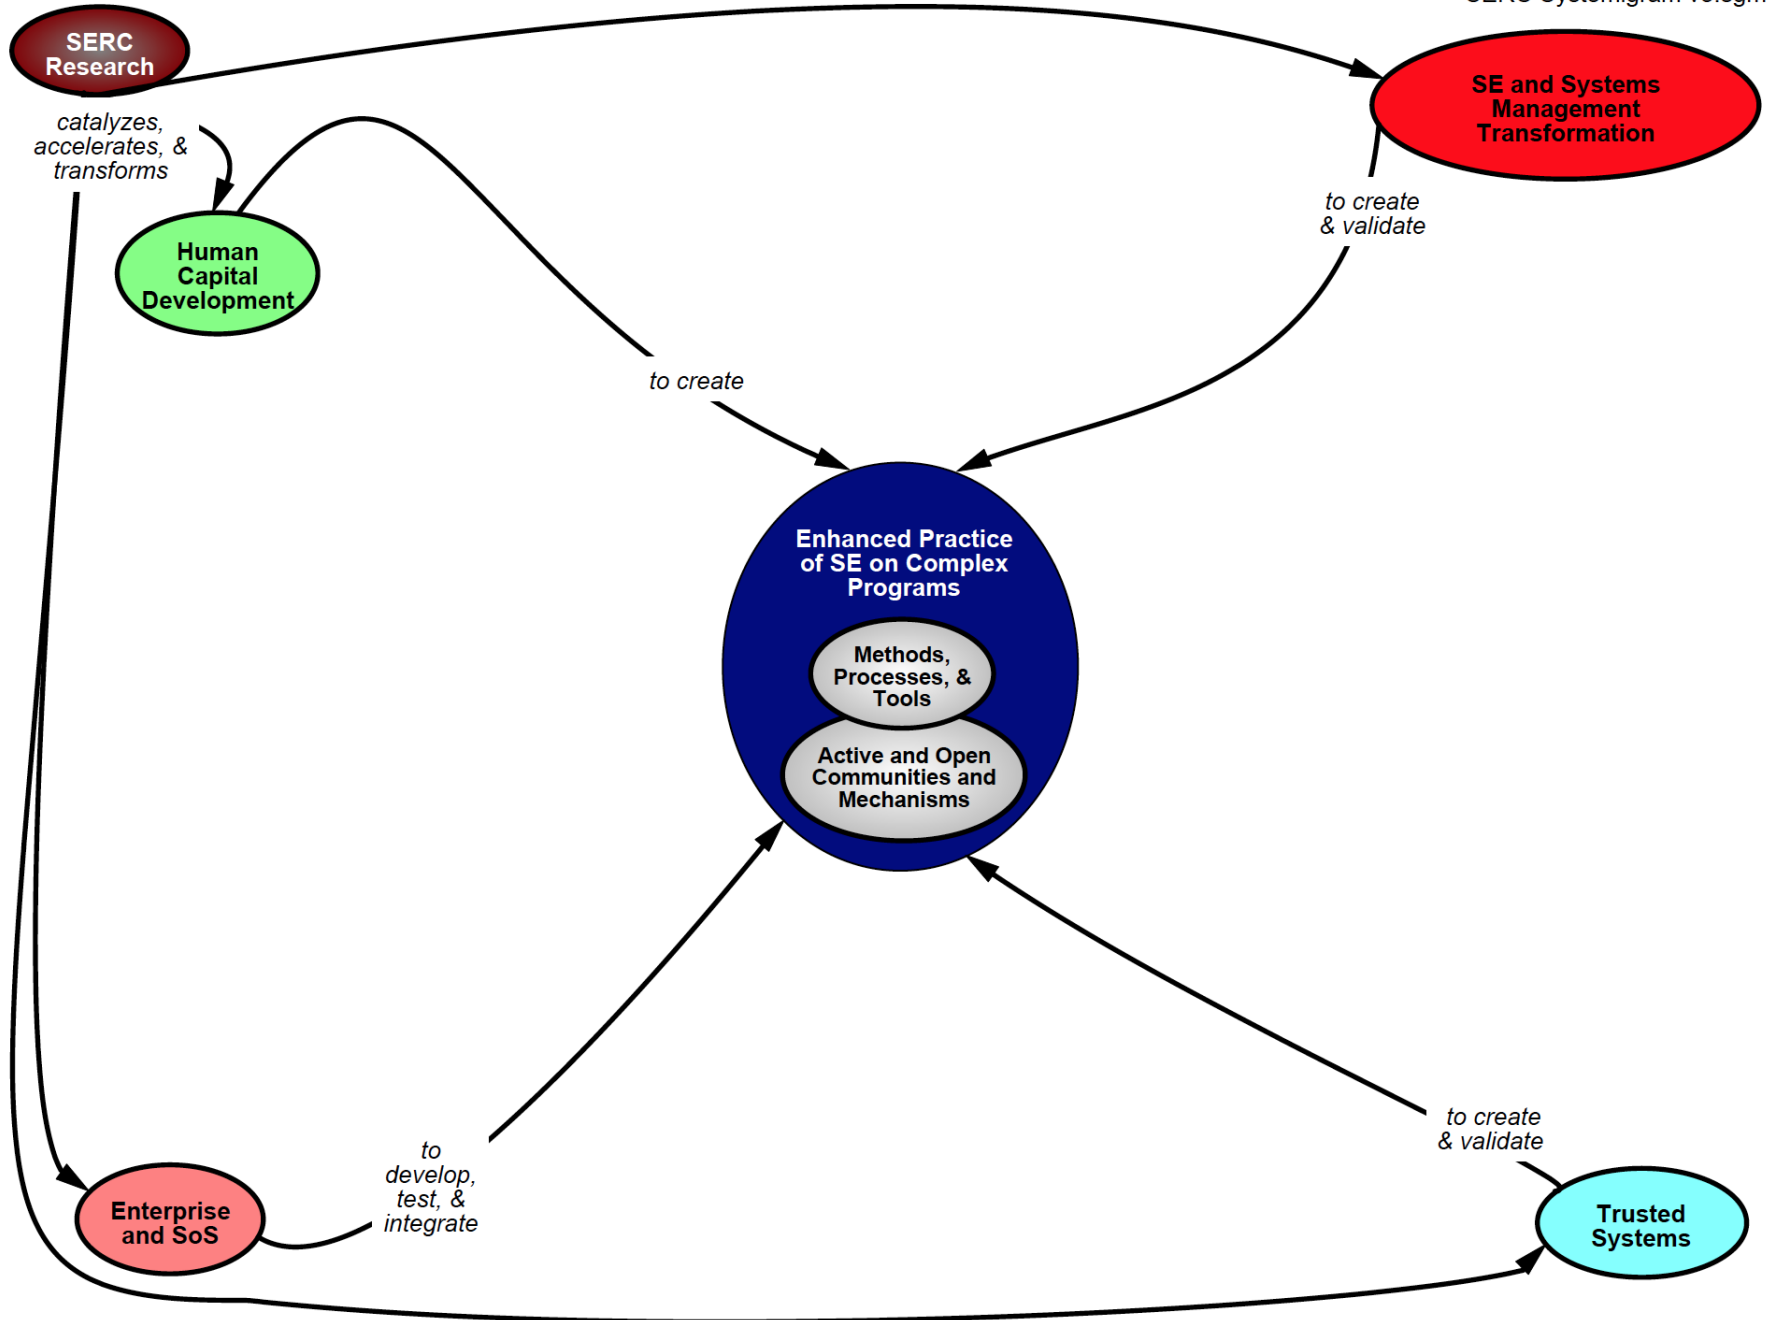 SERC
Research
catalyzes,
accelerates, &
transforms
Human
Capital
Development
to create
SE and Systems
Management
Transformation
to create
& validate
Enhanced Practice
of SE on Complex
Programs
Methods,
Processes, &
Tools
Active and Open
Communities and
Mechanisms
to
develop,
test, &
integrate
Enterprise
and SoS
to create
& validate
Trusted
Systems